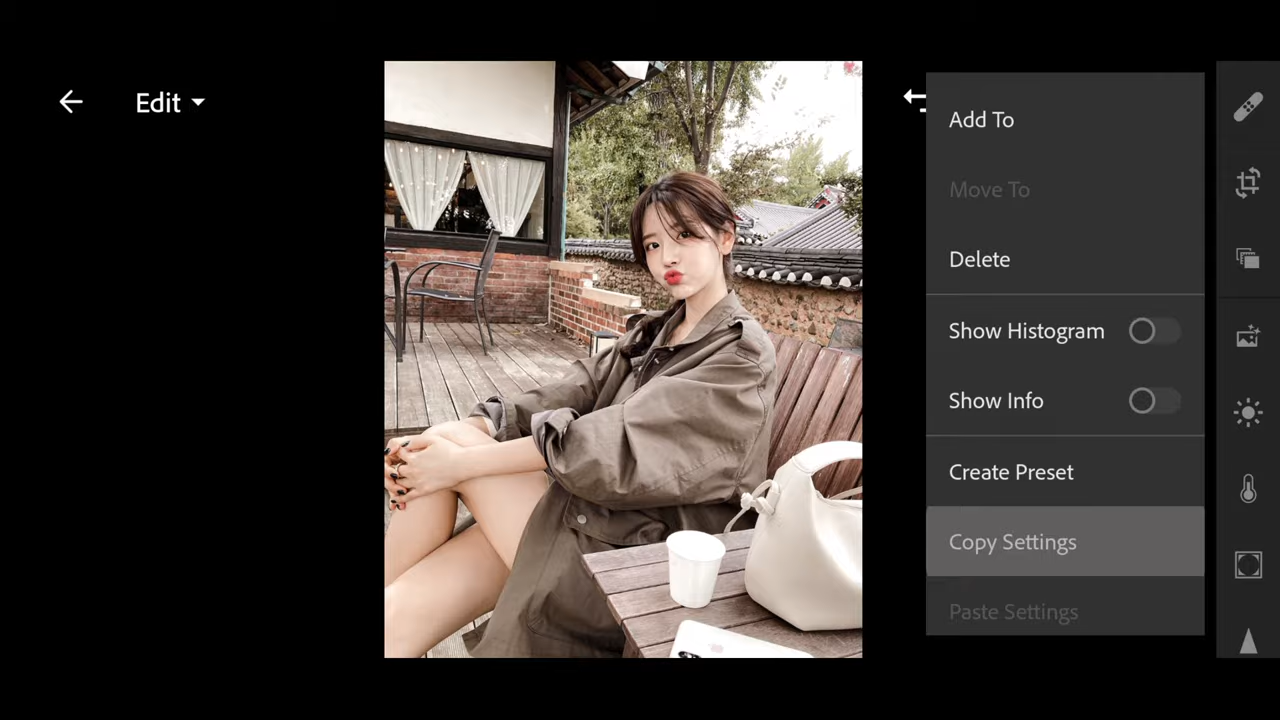 Edit
Add To
Move To
Delete
Show Histogram
Show Info
Create Preset
Copy Settings
Paste Settings